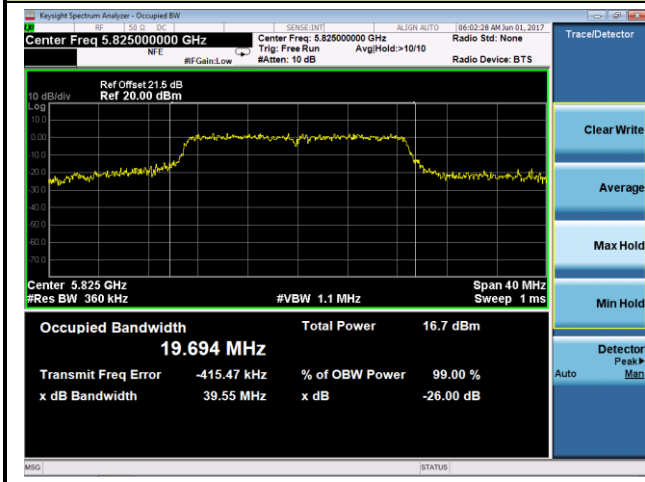 Keysight Spectrum Analyzer - Occupied BW
RF 50 Ω DC SENSE:INT ALIGN AUTO 06:02:28 AM Jun 01, 2017
Center Freq 5.825000000 GHz Center Freq: 5.825000000 GHz Radio Std: None Trace/Detector
NFE Trig: Free Run Avg|Hold:>10/10
#IFGain:Low #Atten: 10 dB Radio Device: BTS
Ref Offset 21.5 dB
10 dB/div Ref 20.00 dBm
Log
10.0
0.00
-10.0
-20.0
-30.0
-40.0
-50.0
-60.0
-70.0
Clear Write
Average
Max Hold
Min Hold
Detector
Peak▶
Auto Man
Center 5.825 GHz Span 40 MHz
#Res BW 360 kHz #VBW 1.1 MHz Sweep 1 ms
Occupied Bandwidth Total Power 16.7 dBm
19.694 MHz
Transmit Freq Error -415.47 kHz % of OBW Power 99.00 %
x dB Bandwidth 39.55 MHz x dB -26.00 dB
MSG STATUS